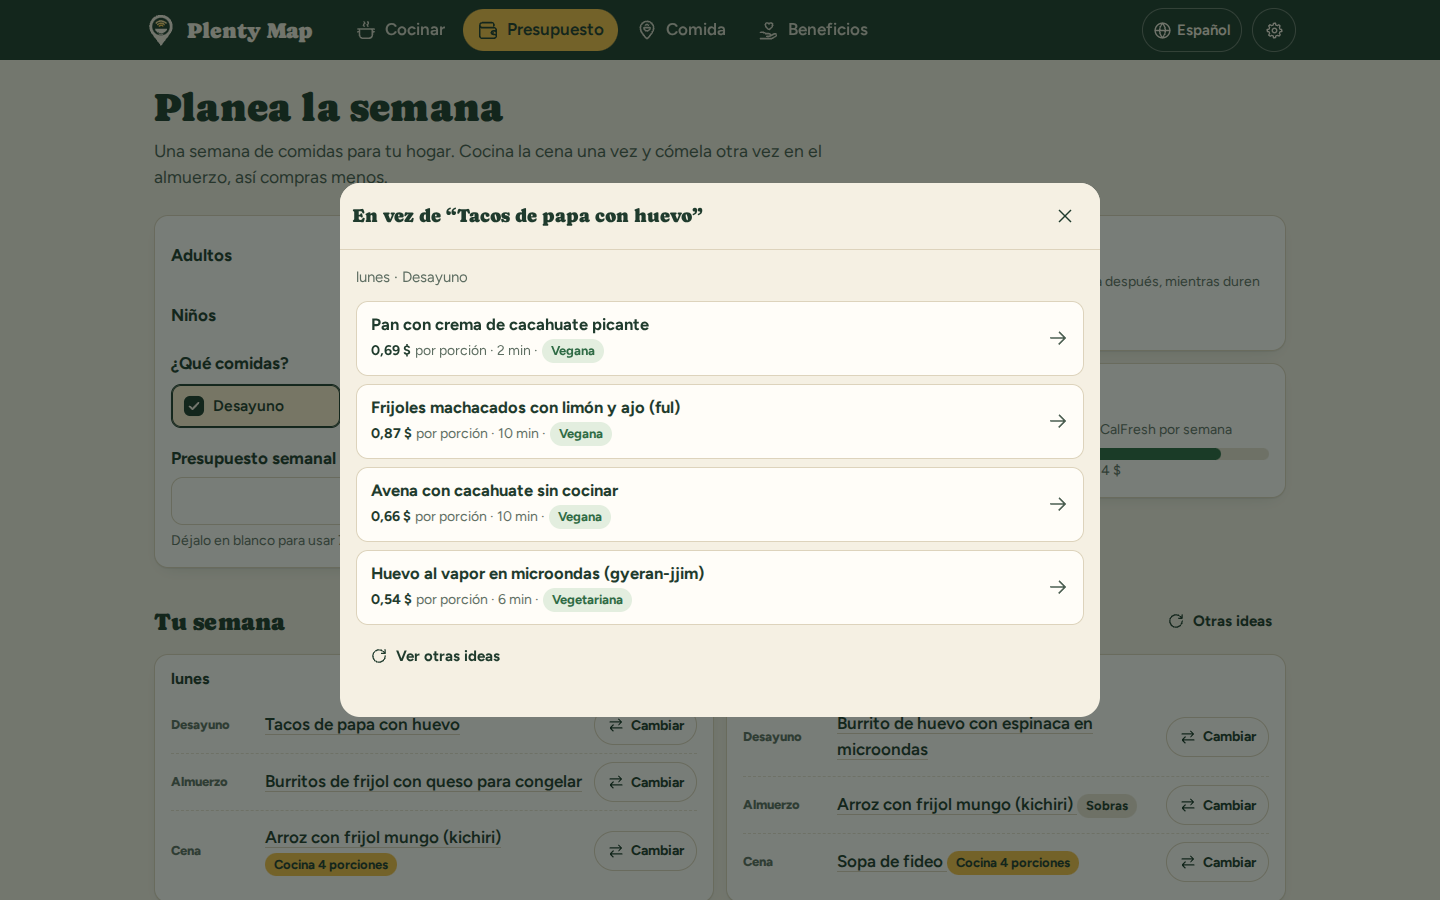 Plenty Map
Cocinar
Presupuesto
Comida
Beneficios
Español
Planea la semana
Una semana de comidas para tu hogar. Cocina la cena una vez y cómela otra vez en el
almuerzo, así compras menos.
Adultos
Niños
¿Qué comidas?
Desayuno
Presupuesto semanal
Déjalo en blanco para usar
después, mientras duren
CalFresh por semana
4 $
En vez de “Tacos de papa con huevo”
lunes · Desayuno
Pan con crema de cacahuate picante
0,69 $ por porción · 2 min · Vegana
Frijoles machacados con limón y ajo (ful)
0,87 $ por porción · 10 min · Vegana
Avena con cacahuate sin cocinar
0,66 $ por porción · 10 min · Vegana
Huevo al vapor en microondas (gyeran-jjim)
0,54 $ por porción · 6 min · Vegetariana
Ver otras ideas
Tu semana
Otras ideas
lunes
Desayuno
Tacos de papa con huevo
Cambiar
Almuerzo
Burritos de frijol con queso para congelar
Cambiar
Cena
Arroz con frijol mungo (kichiri)
Cocina 4 porciones
Cambiar
Desayuno
Burrito de huevo con espinaca en
microondas
Cambiar
Almuerzo
Arroz con frijol mungo (kichiri) Sobras
Cambiar
Cena
Sopa de fideo Cocina 4 porciones
Cambiar